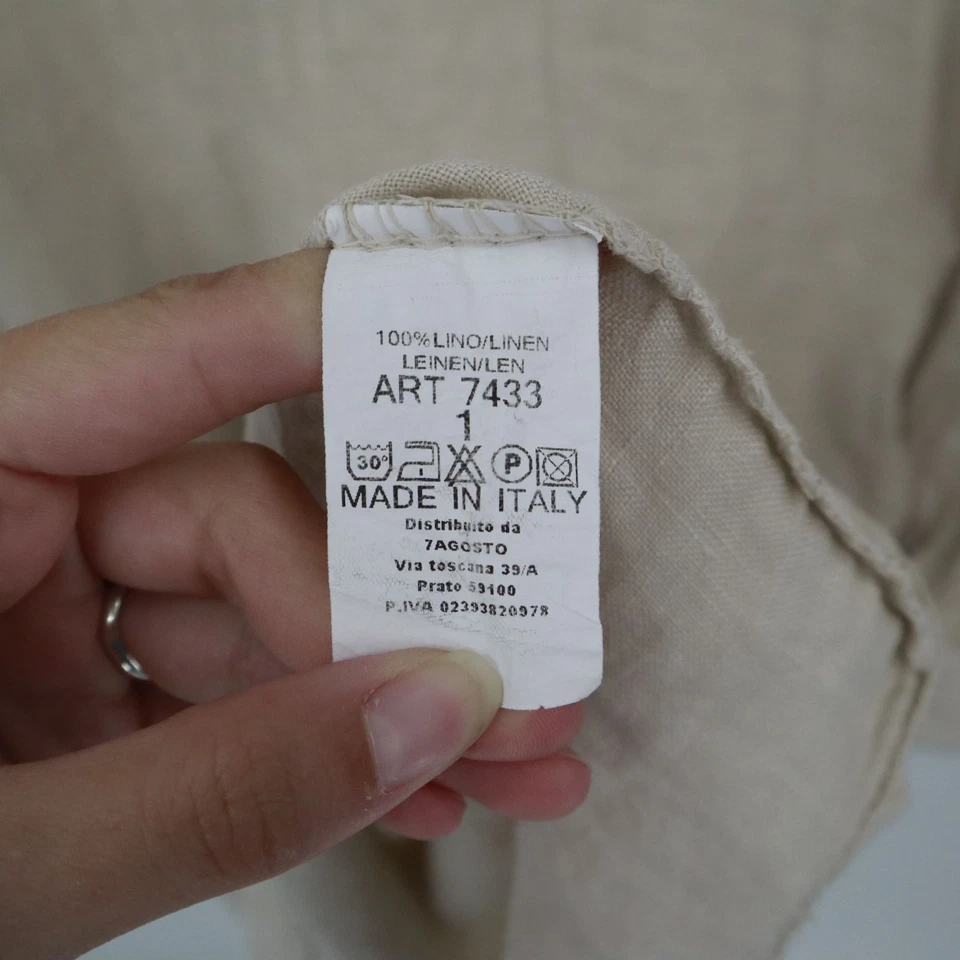 100% LINO/LINEN
LEINEN/LEN
ART 7433
1
30°
P
MADE IN ITALY
Distribuito da
7AGOSTO
Via toscana 39/A
Prato 59100
P.IVA 02393820978